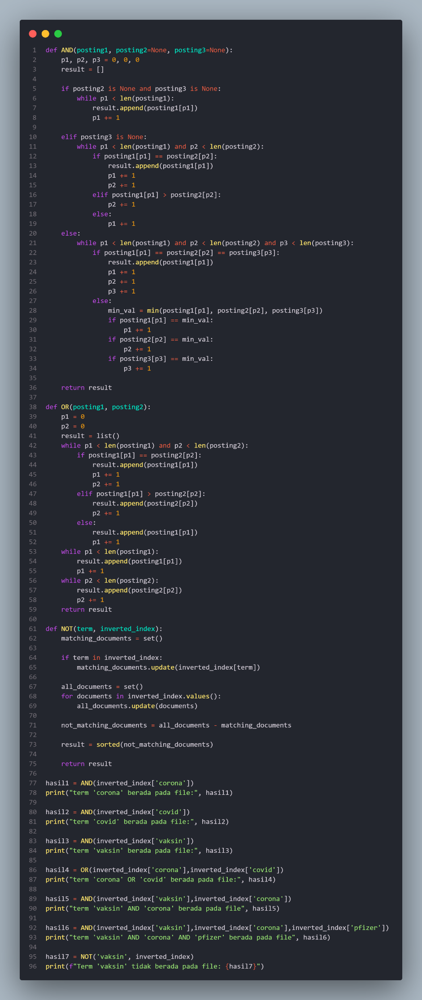 1 def AND(posting1, posting2=None, posting3=None):
2     p1, p2, p3 = 0, 0, 0
3     result = []
4
5     if posting2 is None and posting3 is None:
6         while p1 < len(posting1):
7             result.append(posting1[p1])
8             p1 += 1
9
10     elif posting3 is None:
11         while p1 < len(posting1) and p2 < len(posting2):
12             if posting1[p1] == posting2[p2]:
13                 result.append(posting1[p1])
14                 p1 += 1
15                 p2 += 1
16             elif posting1[p1] > posting2[p2]:
17                 p2 += 1
18             else:
19                 p1 += 1
20     else:
21         while p1 < len(posting1) and p2 < len(posting2) and p3 < len(posting3):
22             if posting1[p1] == posting2[p2] == posting3[p3]:
23                 result.append(posting1[p1])
24                 p1 += 1
25                 p2 += 1
26                 p3 += 1
27             else:
28                 min_val = min(posting1[p1], posting2[p2], posting3[p3])
29                 if posting1[p1] == min_val:
30                     p1 += 1
31                 if posting2[p2] == min_val:
32                     p2 += 1
33                 if posting3[p3] == min_val:
34                     p3 += 1
35
36     return result
37
38 def OR(posting1, posting2):
39     p1 = 0
40     p2 = 0
41     result = list()
42     while p1 < len(posting1) and p2 < len(posting2):
43         if posting1[p1] == posting2[p2]:
44             result.append(posting1[p1])
45             p1 += 1
46             p2 += 1
47         elif posting1[p1] > posting2[p2]:
48             result.append(posting2[p2])
49             p2 += 1
50         else:
51             result.append(posting1[p1])
52             p1 += 1
53     while p1 < len(posting1):
54         result.append(posting1[p1])
55         p1 += 1
56     while p2 < len(posting2):
57         result.append(posting2[p2])
58         p2 += 1
59     return result
60
61 def NOT(term, inverted_index):
62     matching_documents = set()
63
64     if term in inverted_index:
65         matching_documents.update(inverted_index[term])
66
67     all_documents = set()
68     for documents in inverted_index.values():
69         all_documents.update(documents)
70
71     not_matching_documents = all_documents - matching_documents
72
73     result = sorted(not_matching_documents)
74
75     return result
76
77 hasil1 = AND(inverted_index['corona'])
78 print("term 'corona' berada pada file:", hasil1)
79
80 hasil2 = AND(inverted_index['covid'])
81 print("term 'covid' berada pada file:", hasil2)
82
83 hasil3 = AND(inverted_index['vaksin'])
84 print("term 'vaksin' berada pada file:", hasil3)
85
86 hasil4 = OR(inverted_index['corona'],inverted_index['covid'])
87 print("term 'corona' OR 'covid' berada pada file:", hasil4)
88
89 hasil5 = AND(inverted_index['vaksin'],inverted_index['corona'])
90 print("term 'vaksin' AND 'corona' berada pada file", hasil5)
91
92 hasil6 = AND(inverted_index['vaksin'],inverted_index['corona'],inverted_index['pfizer'])
93 print("term 'vaksin' AND 'corona' AND 'pfizer' berada pada file", hasil6)
94
95 hasil7 = NOT('vaksin', inverted_index)
96 print(f"Term 'vaksin' tidak berada pada file: {hasil7}")